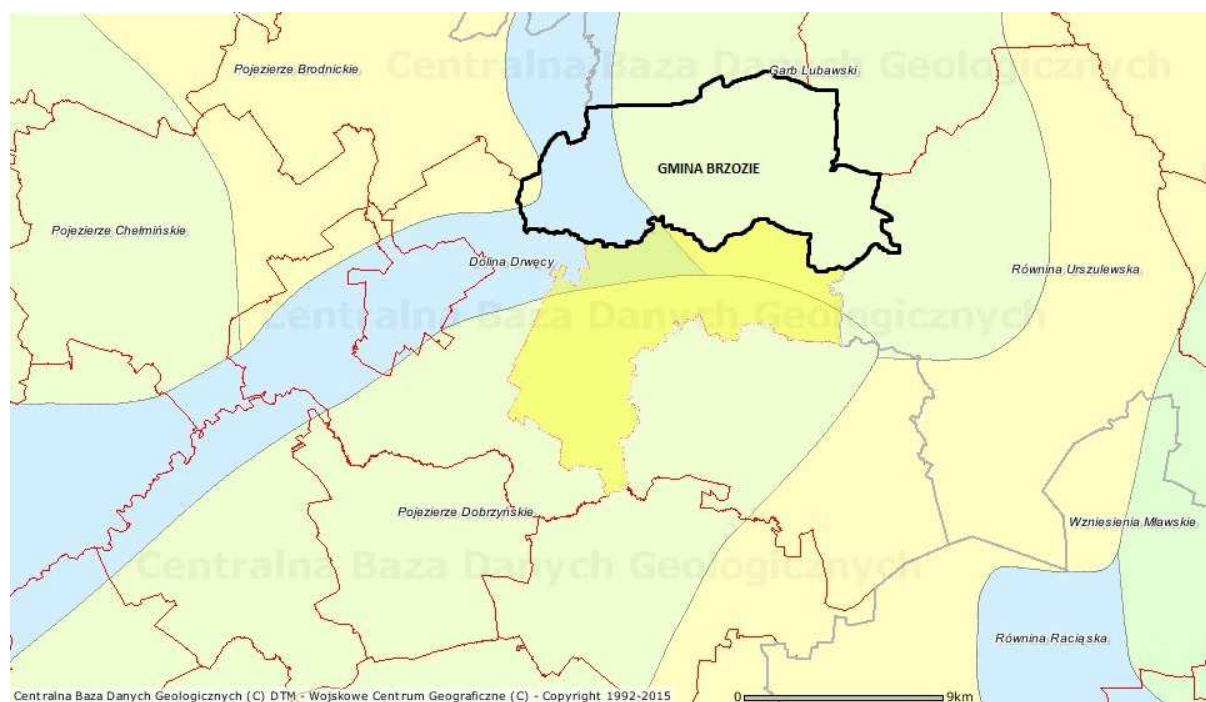 Pojezierze Brodnickie
Centralna Baza Danych Geologicznych
Garb Lubawski
GMINA BRZOZIE
Pojezierze Chełmińskie
Dolina Drwęcy
Równina Urszulewska
Centralna Baza Danych Geologicznych
Pojezierze Dobrzyńskie
Wzniesienia Mławskie
Centralna Baza Danych Geologicznych
Równina Raciąska
Centralna Baza Danych Geologicznych (C) DTM - Wojskowe Centrum Geograficzne (C) - Copyright 1992-2015
0 9km